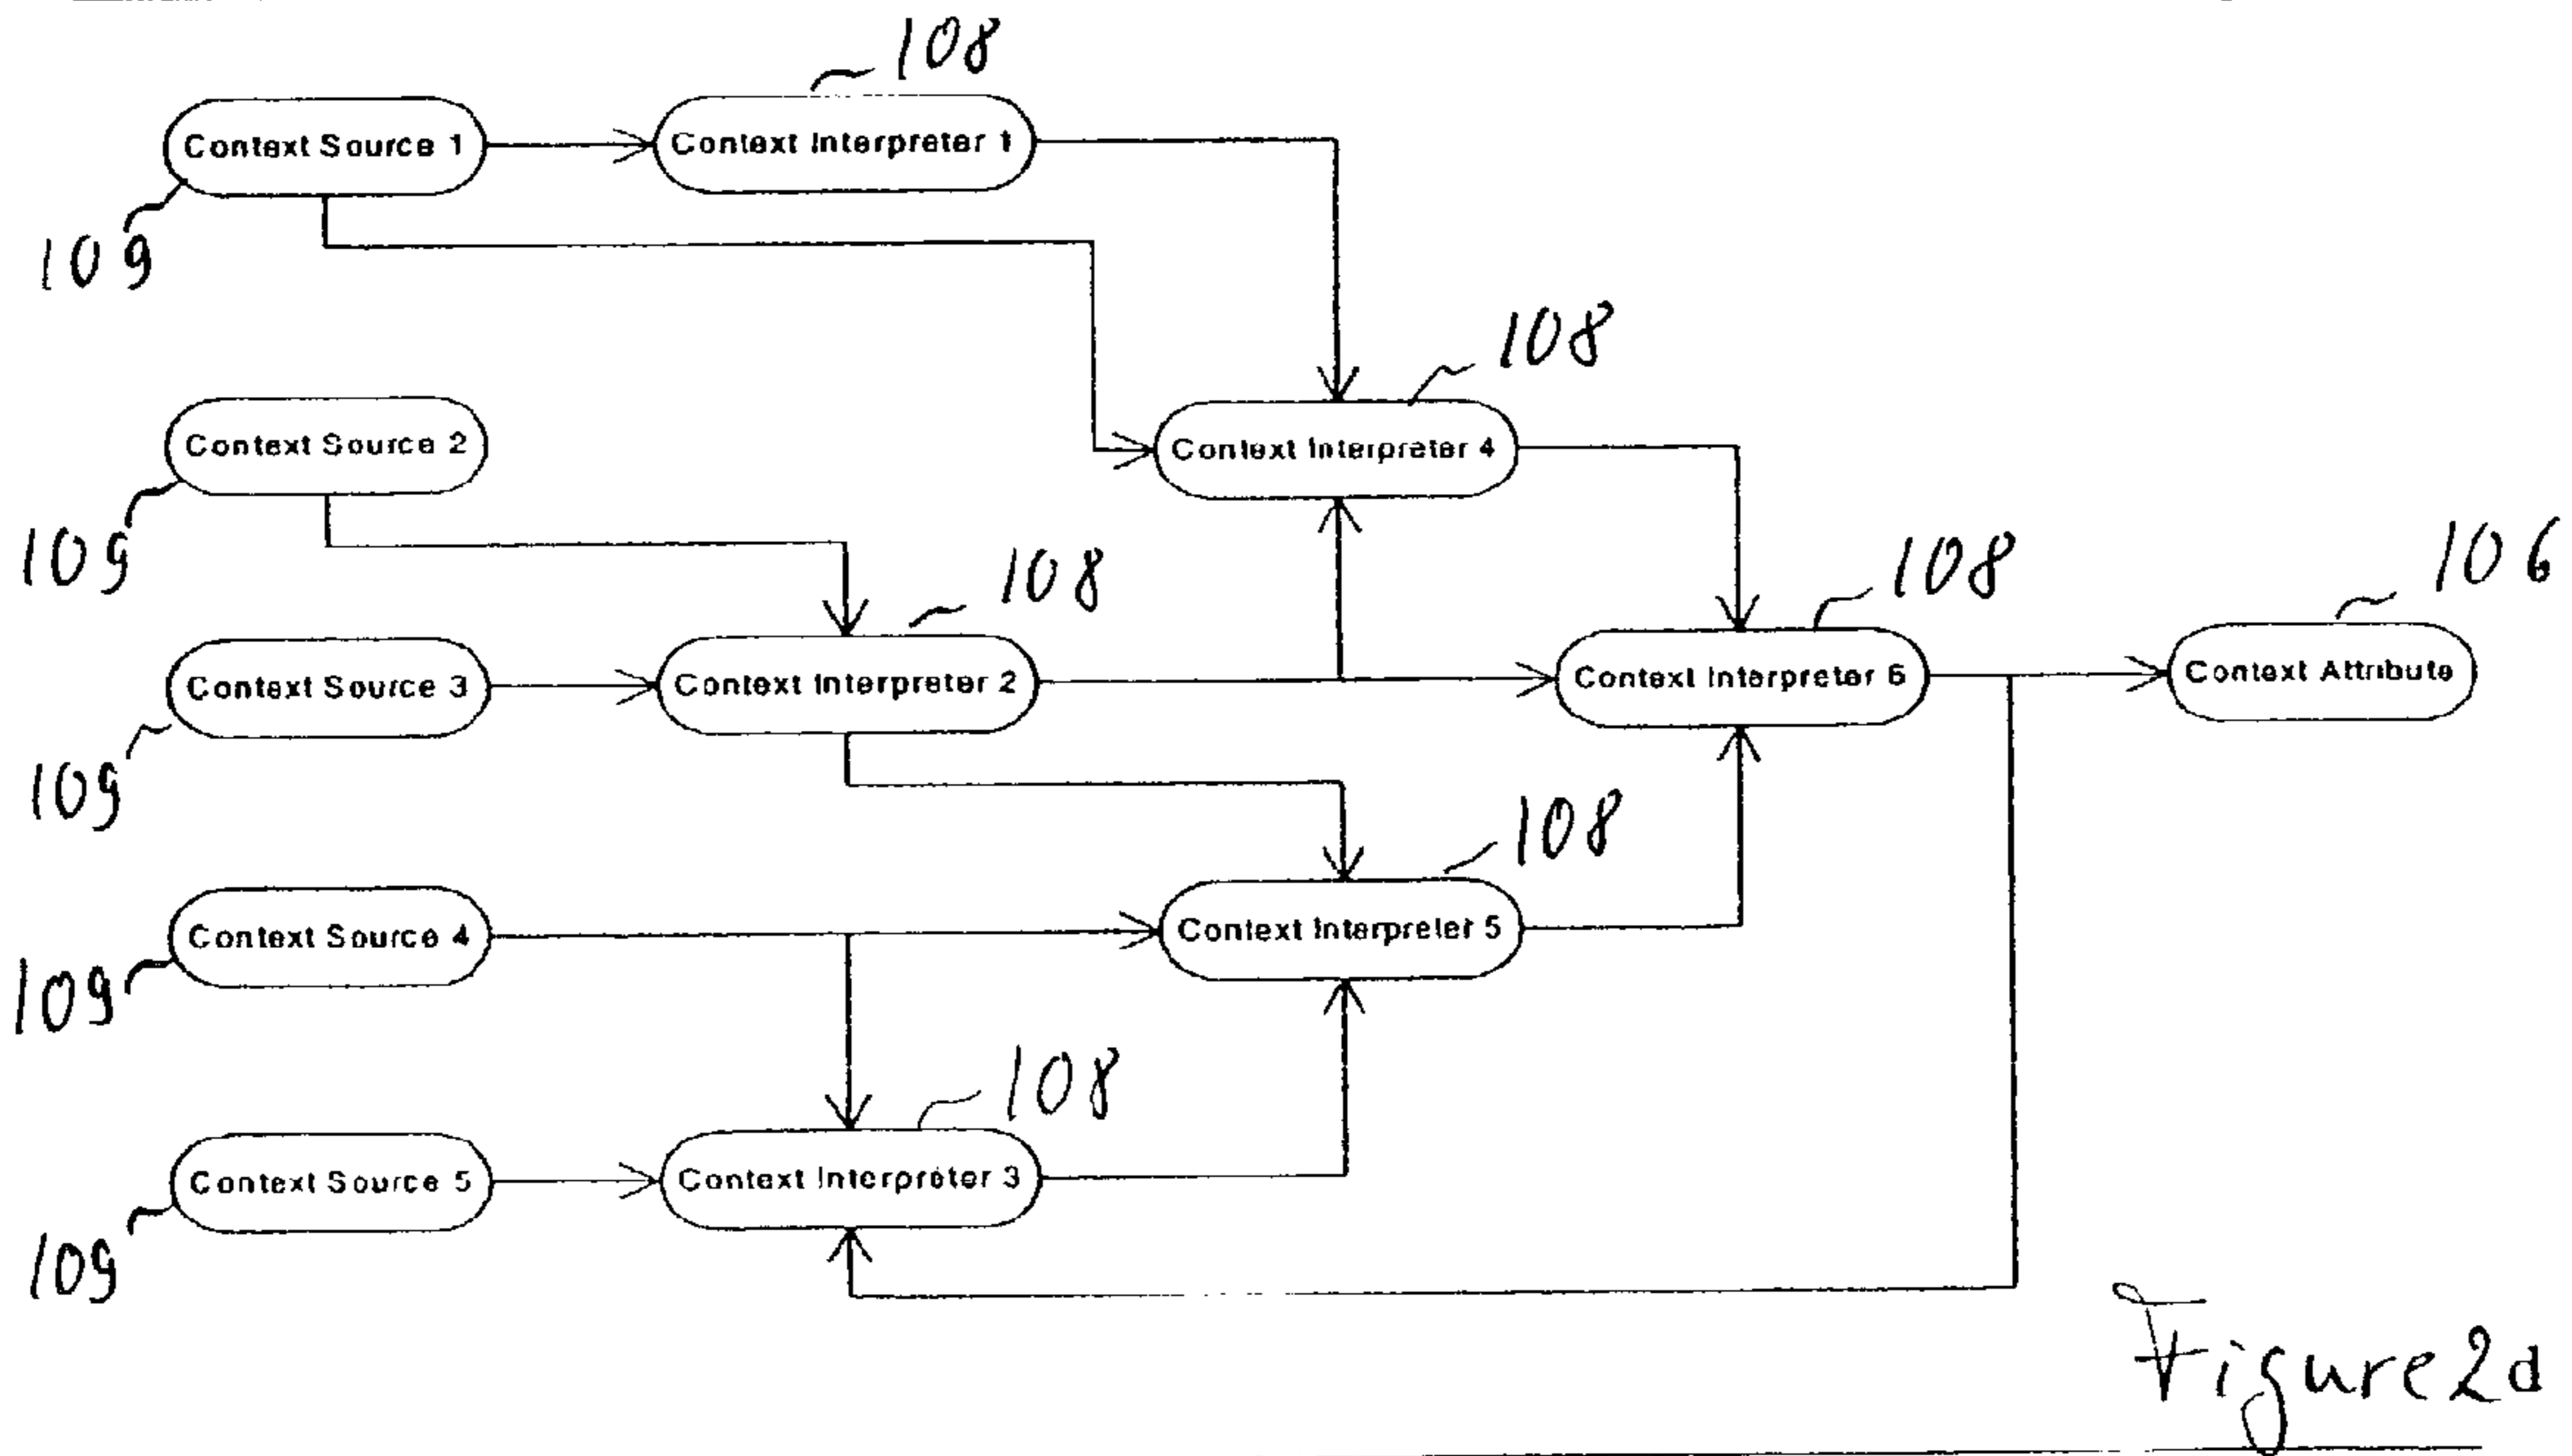 108
Context Source 1
Context Interpreter 1
109
108
Context Source 2
Context Interpreter 4
109
108
108
106
Context Source 3
Context Interpreter 2
Context Interpreter 6
Context Attribute
109
108
Context Source 4
Context Interpreter 5
109
108
Context Source 5
Context Interpreter 3
109
Figure 2d